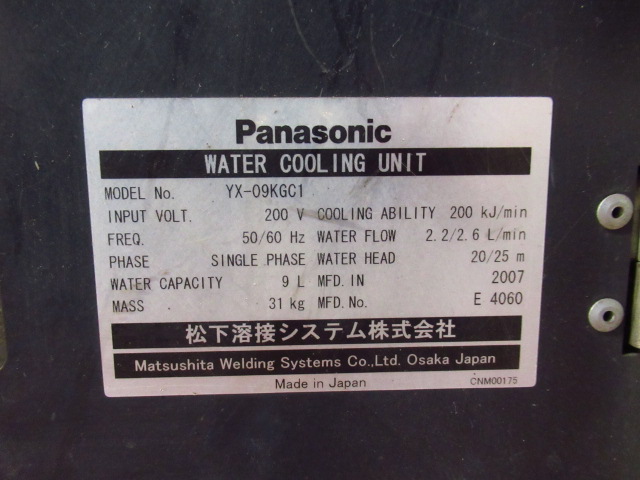 Panasonic
WATER COOLING UNIT
MODEL No. YX-09KGC1
INPUT VOLT. 200 V COOLING ABILITY 200 kJ/min
FREQ. 50/60 Hz WATER FLOW 2.2/2.6 L/min
PHASE SINGLE PHASE WATER HEAD 20/25 m
WATER CAPACITY 9 L MFD.IN 2007
MASS 31 kg MFD.No. E 4060
松下溶接システム株式会社
Matsushita Welding Systems Co.,Ltd. Osaka Japan
Made in Japan CNM00175